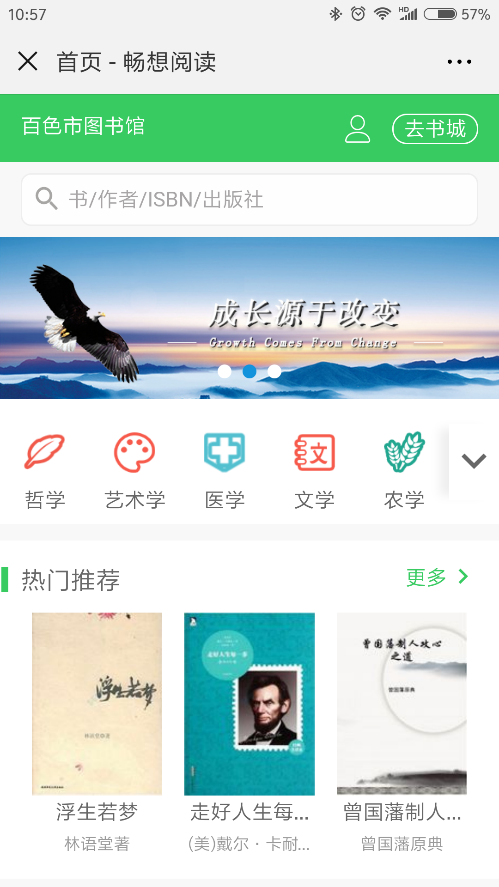 10:57
HD
57%
首页 - 畅想阅读
百色市图书馆
去书城
书/作者/ISBN/出版社
成长源于改变
Growth Comes From Change
哲学
艺术学
医学
文
文学
农学
热门推荐
更多
浮生若梦
林语堂著
走好人生每一步
曾国藩制人攻心
之道
曾国藩原典
浮生若梦
走好人生每...
曾国藩制人...
林语堂著
(美)戴尔·卡耐...
曾国藩原典